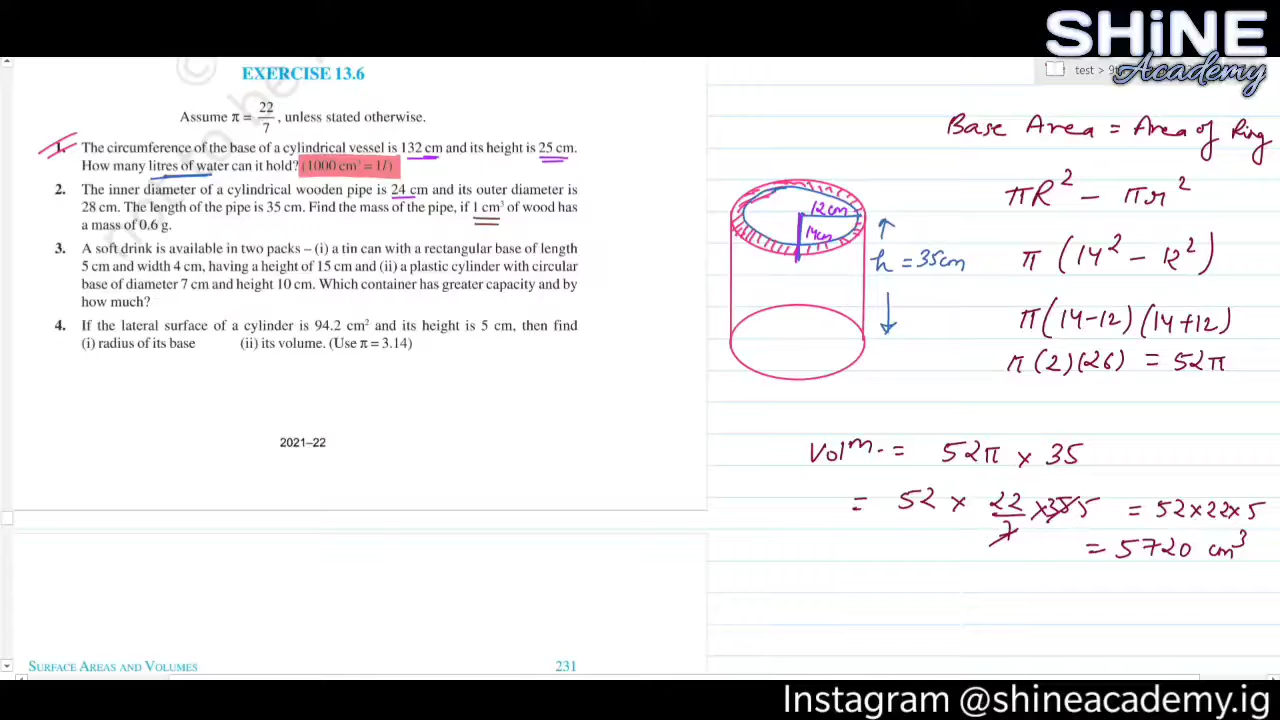 SHiNE
Academy
test > 9t
EXERCISE 13.6
Assume π = 22/7, unless stated otherwise.
1. The circumference of the base of a cylindrical vessel is 132 cm and its height is 25 cm.
How many litres of water can it hold? (1000 cm³ = 1l)
2. The inner diameter of a cylindrical wooden pipe is 24 cm and its outer diameter is
28 cm. The length of the pipe is 35 cm. Find the mass of the pipe, if 1 cm³ of wood has
a mass of 0.6 g.
3. A soft drink is available in two packs – (i) a tin can with a rectangular base of length
5 cm and width 4 cm, having a height of 15 cm and (ii) a plastic cylinder with circular
base of diameter 7 cm and height 10 cm. Which container has greater capacity and by
how much?
4. If the lateral surface of a cylinder is 94.2 cm² and its height is 5 cm, then find
(i) radius of its base (ii) its volume. (Use π = 3.14)
2021–22
SURFACE AREAS AND VOLUMES 231
12cm
14cm
h = 35cm
Base Area = Area of Ring
πR² - πr²
π (14² - 12²)
π(14-12)(14+12)
π(2)(26) = 52π
Volm. = 52π × 35
= 52 × 22/7 × 35 5 = 52×22×5
= 5720 cm³
Instagram @shineacademy.ig